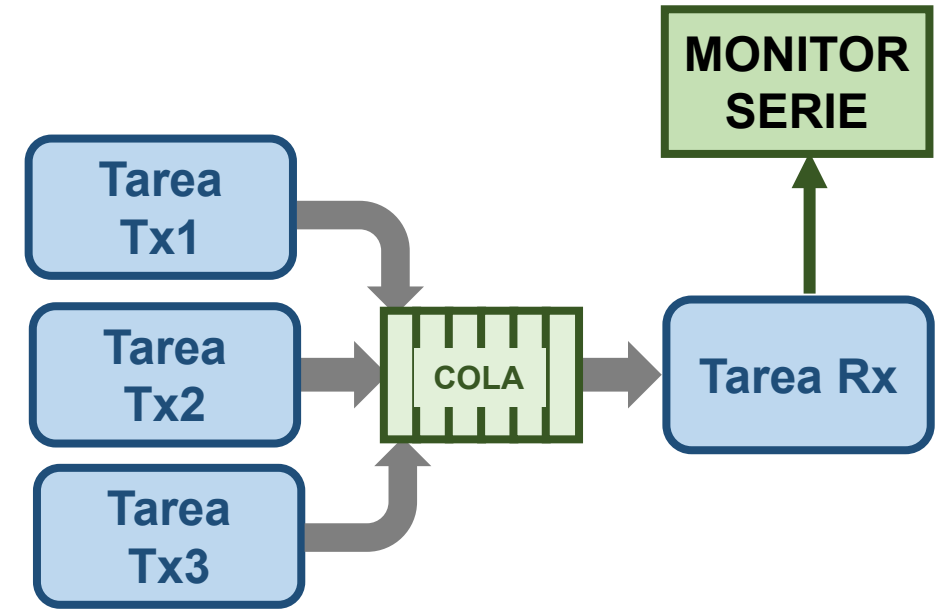 MONITOR
SERIE
Tarea
Tx1
Tarea
Tx2
COLA
Tarea Rx
Tarea
Tx3